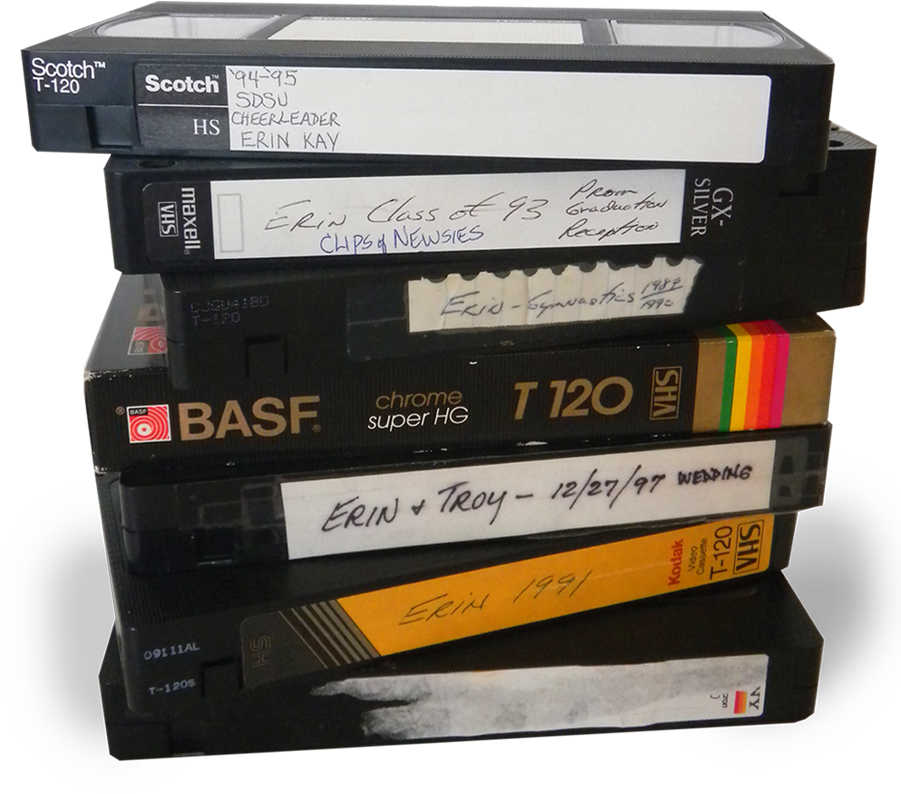 Scotch™
T-120
Scotch™
HS
'94-'95
SDSU
CHEERLEADER
ERIN KAY
maxell
VHS
ERIN CLASS of 93
CLIPS of NEWSIES
Prom
Graduation
Reception
GX-
SILVER
T-120
ERIN-Gymnastics 1989
1990
BASF
® BASF®
chrome
super HG
T 120
VHS
ERIN & TROY - 12/27/97 WEDDING
09111AL
T-120S
HS
ERIN 1991
Kodak
Video
Cassette
T-120
VHS